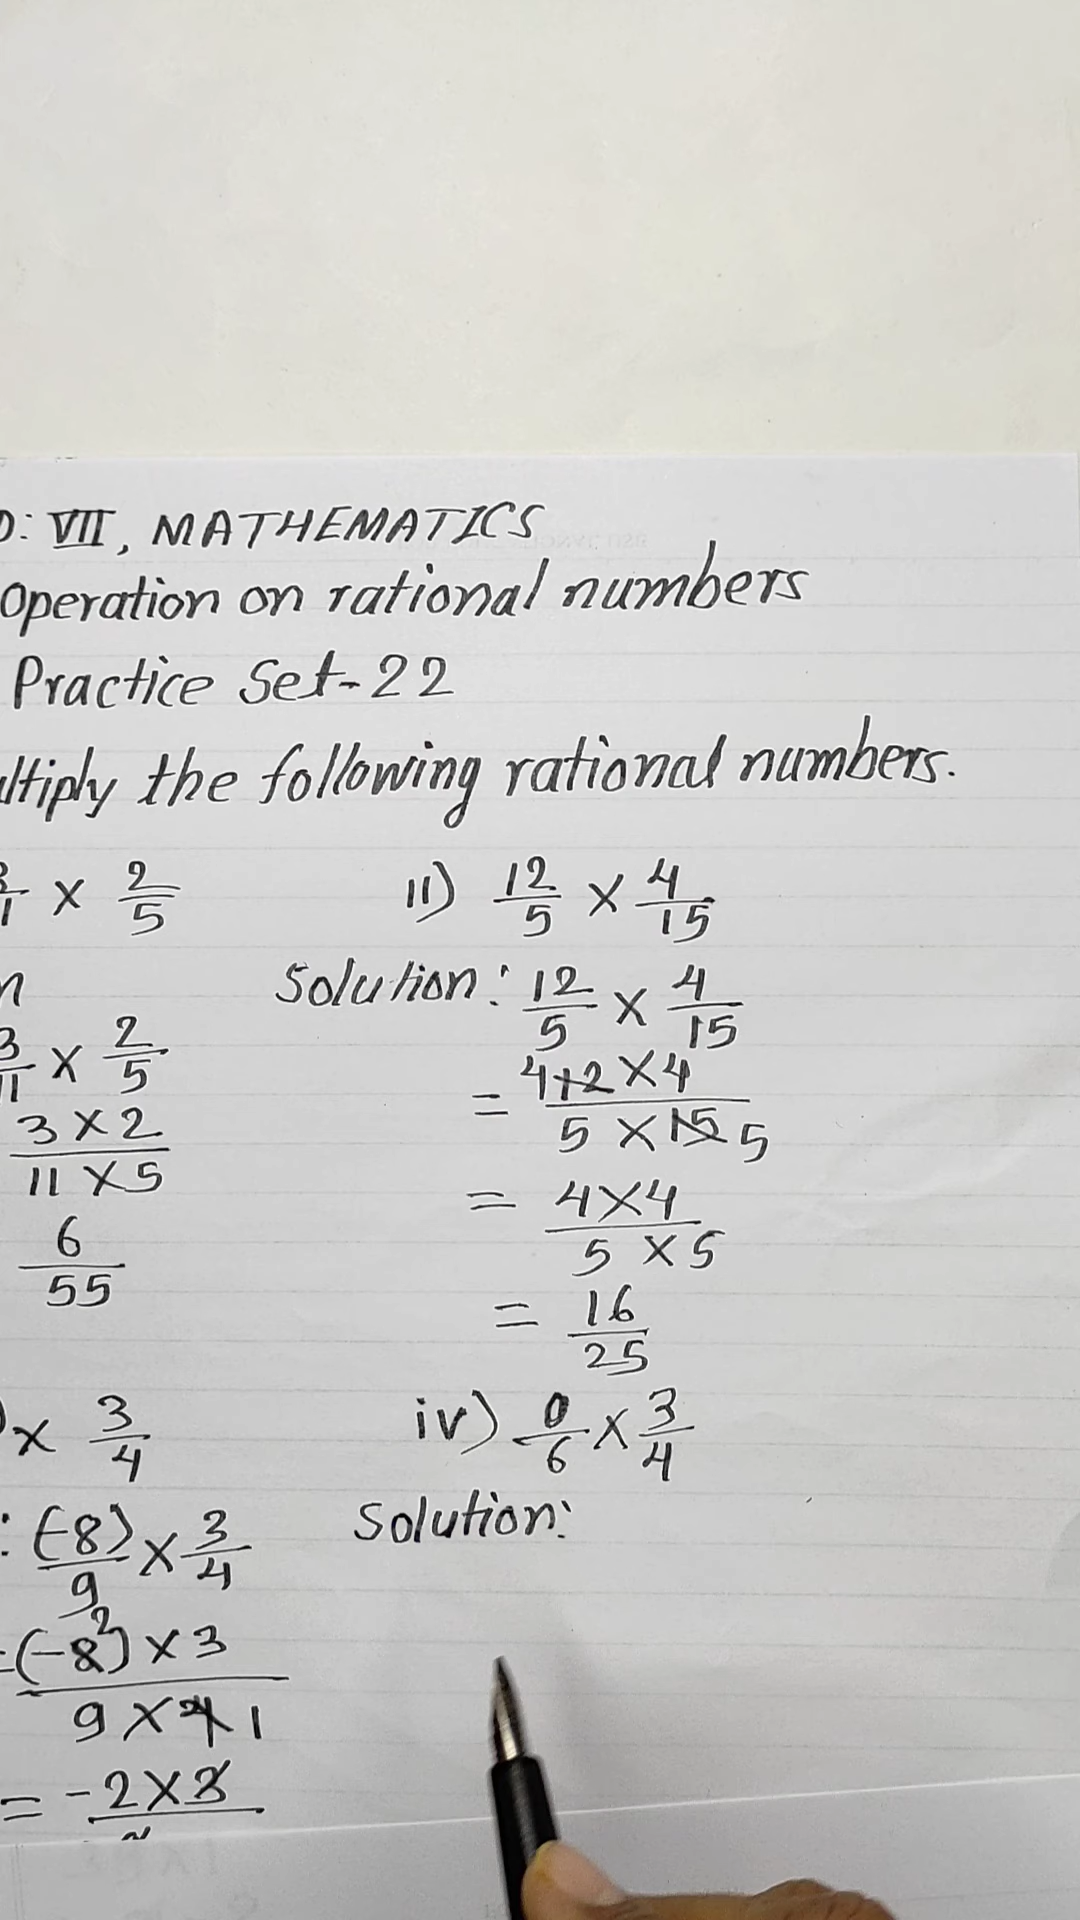 D: VII, MATHEMATICS
Operation on rational numbers
Practice Set-22
ultiply the following rational numbers.
× 2/5
ii) 12/5 × 4/15
n
Solution: 12/5 × 4/15
3/11 × 2/5
= 4 12 × 4 / 5 × 15 5
3 × 2 / 11 × 5
= 4 × 4 / 5 × 5
6/55
= 16/25
) × 3/4
iv) 0/6 × 3/4
: (-8)/9 × 3/4
Solution:
= (-8 2) × 3 / 9 × 4 1
= -2 × 3